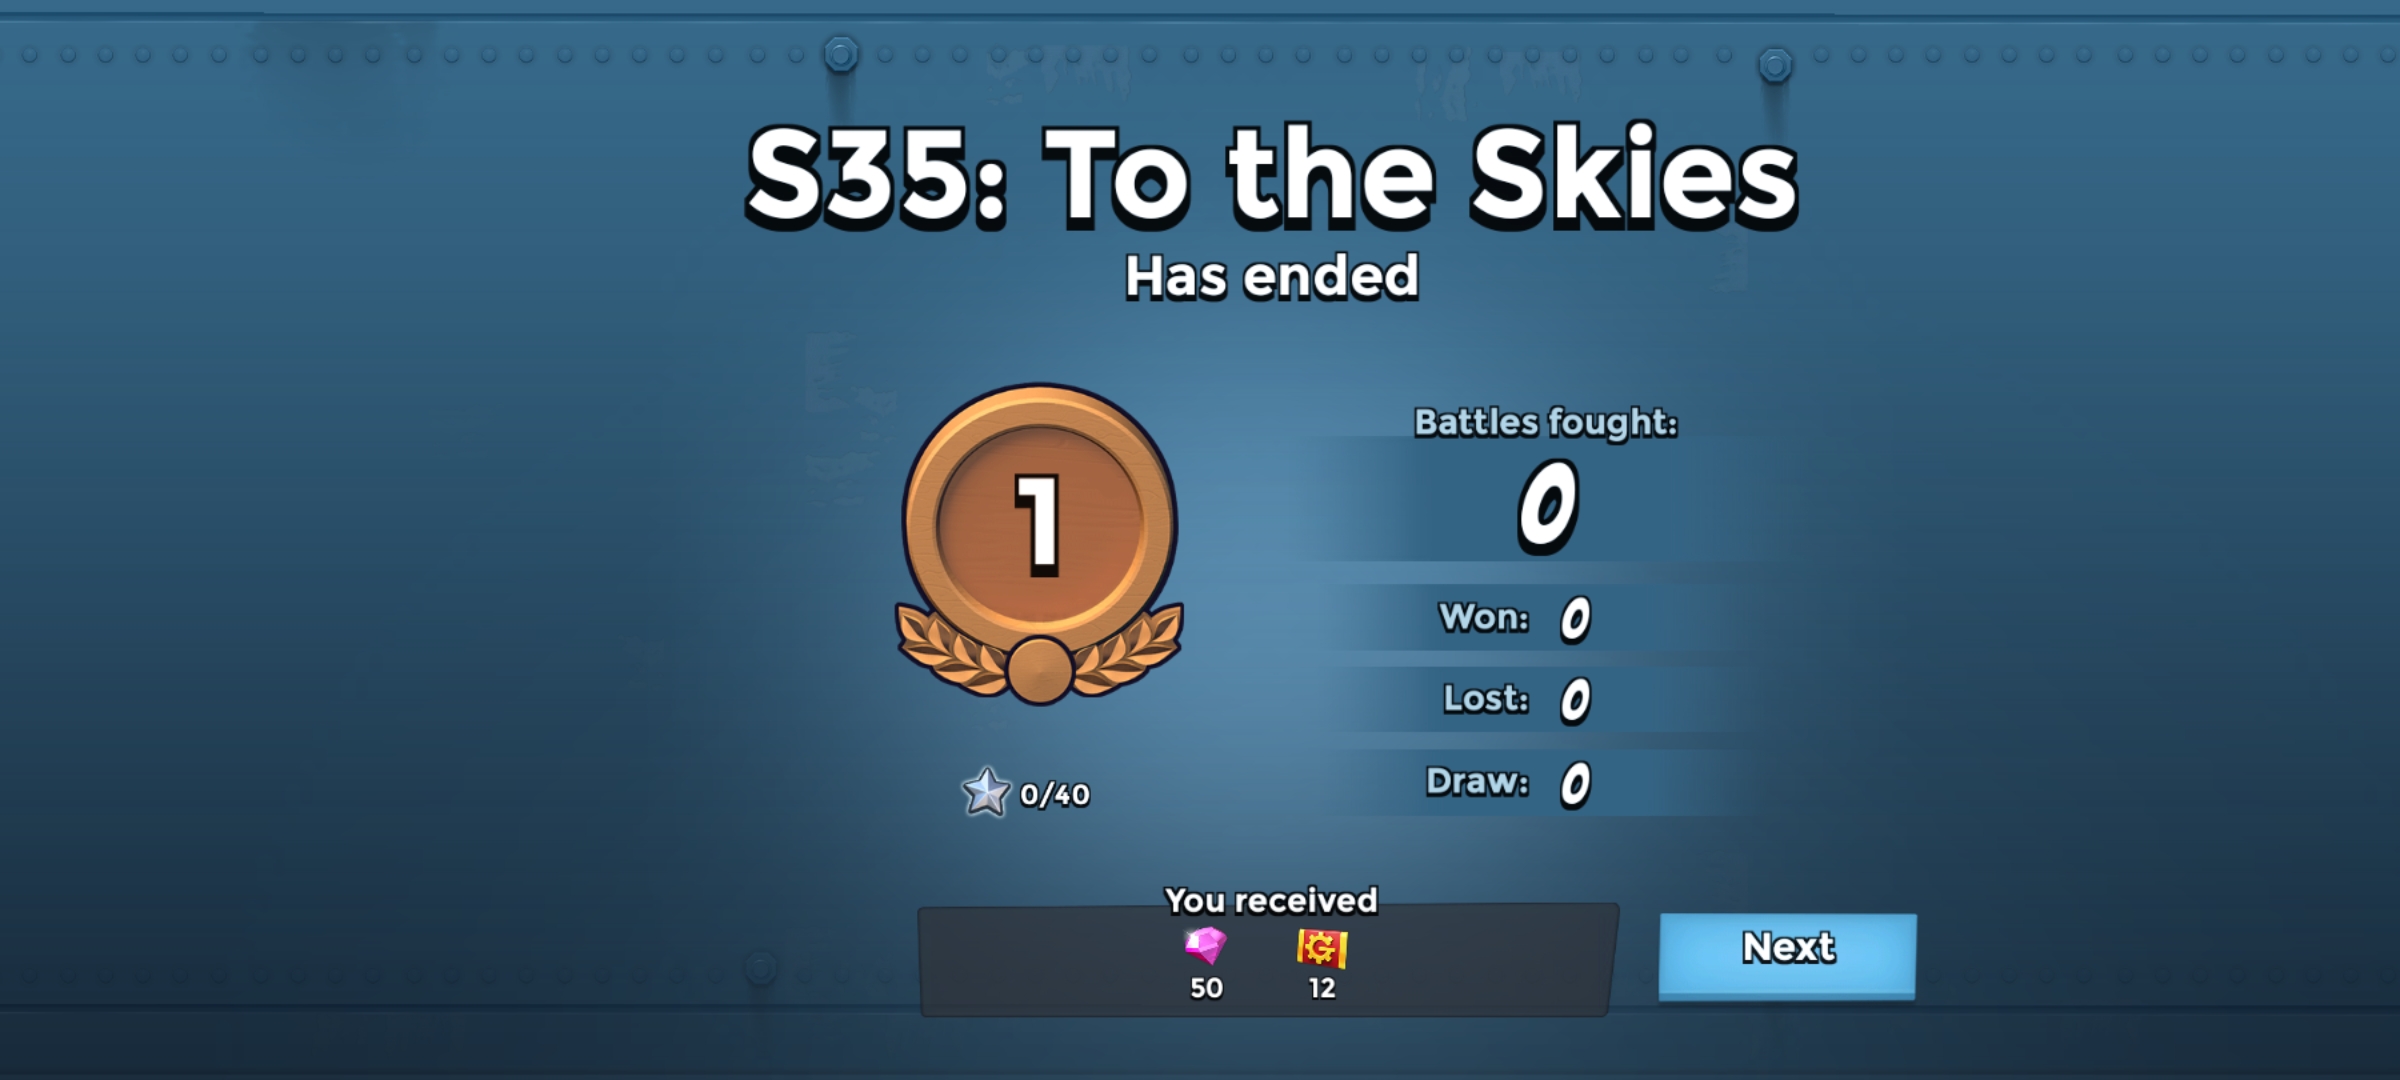 S35: To the Skies
Has ended
1
0/40
Battles fought:
0
Won: 0
Lost: 0
Draw: 0
You received
G
50 12
Next